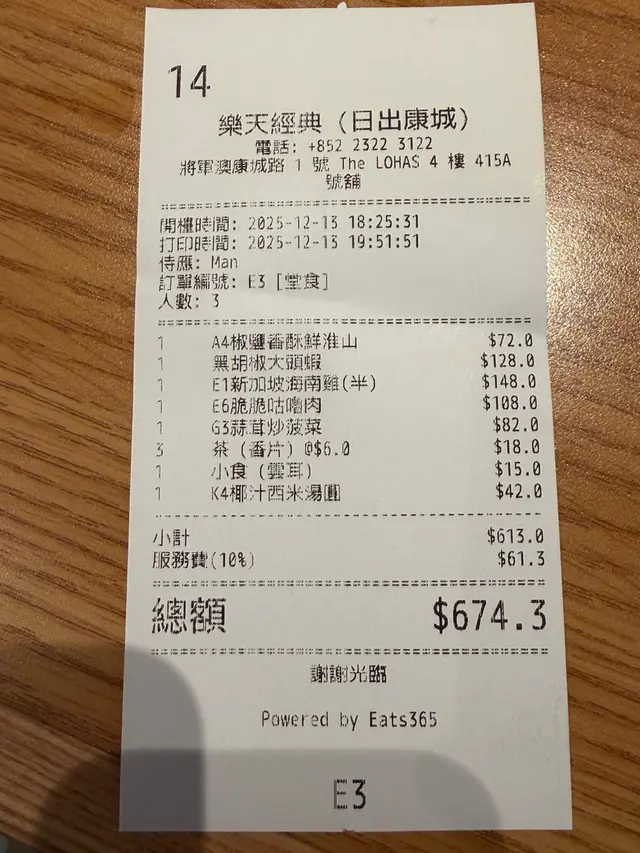 14
樂天經典 (日出康城)
電話: +852 2322 3122
將軍澳康城路 1 號 The LOHAS 4 樓 415A
號舖
開檯時間: 2025-12-13 18:25:31
打印時間: 2025-12-13 19:51:51
侍應: Man
訂單編號: E3 [堂食]
人數: 3
1 A4椒鹽香酥鮮淮山 $72.0
1 黑胡椒大頭蝦 $128.0
1 E1新加坡海南雞(半) $148.0
1 E6脆脆咕嚕肉 $108.0
1 G3蒜茸炒菠菜 $82.0
3 茶 (香片) @$6.0 $18.0
1 小食 (雲耳) $15.0
1 K4椰汁西米湯圓 $42.0
小計 $613.0
服務費(10%) $61.3
總額 $674.3
謝謝光臨
Powered by Eats365
E3